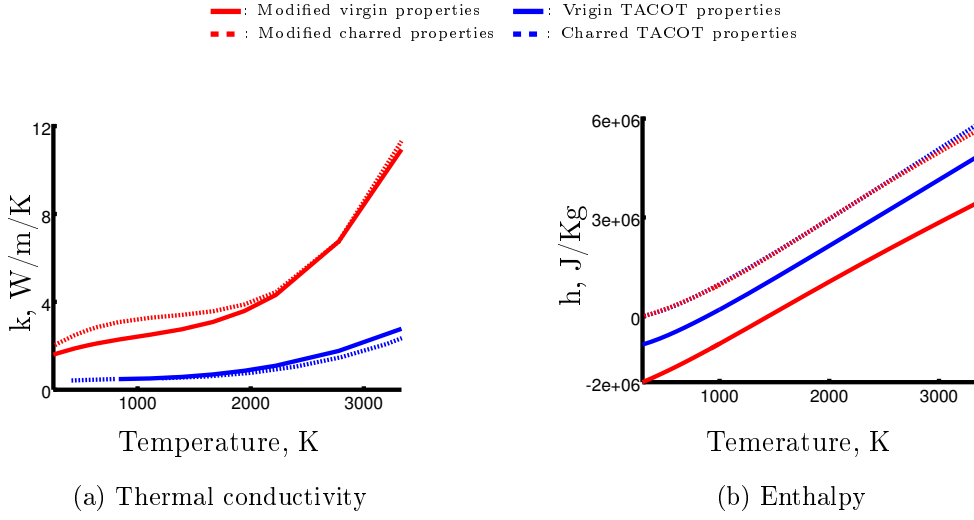 : Modified virgin properties
: Vrigin TACOT properties
: Modified charred properties
: Charred TACOT properties
12
8
4
0
k, W/m/K
1000
2000
3000
Temperature, K
(a) Thermal conductivity
6e+06
3e+06
0
-2e+06
h, J/Kg
1000
2000
3000
Temerature, K
(b) Enthalpy